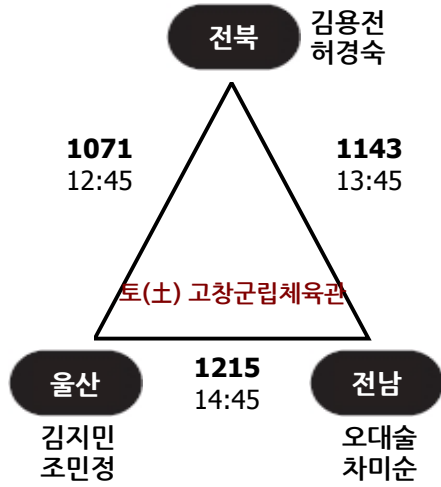 전북
김용전
허경숙
1071
12:45
1143
13:45
토(土) 고창군립체육관
울산
1215
14:45
전남
김지민
조민정
오대술
차미순